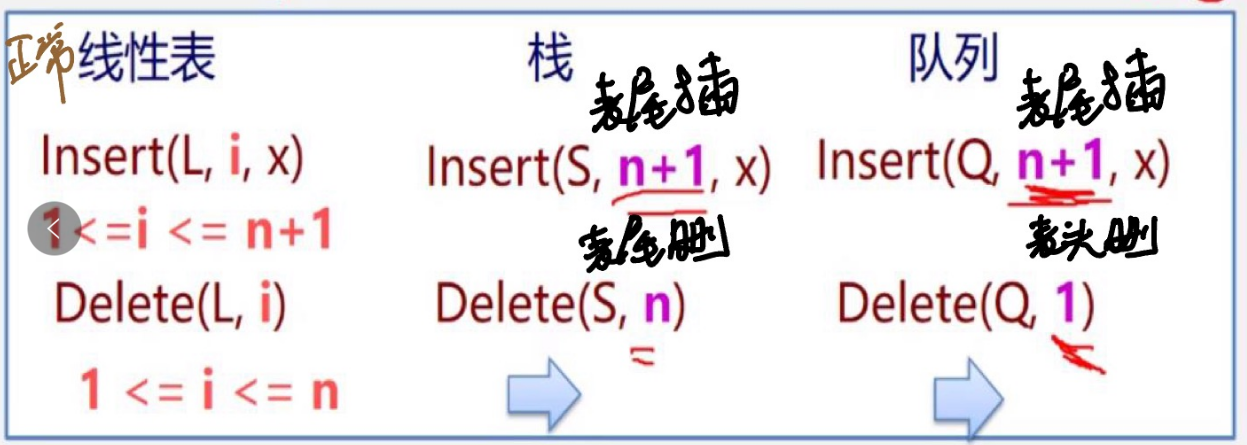 正常线性表
Insert(L, i, x)
1<=i <= n+1
Delete(L, i)
1 <= i <= n
栈
表尾插
Insert(S, n+1, x)
表尾删
Delete(S, n)
队列
表尾插
Insert(Q, n+1, x)
表头删
Delete(Q, 1)